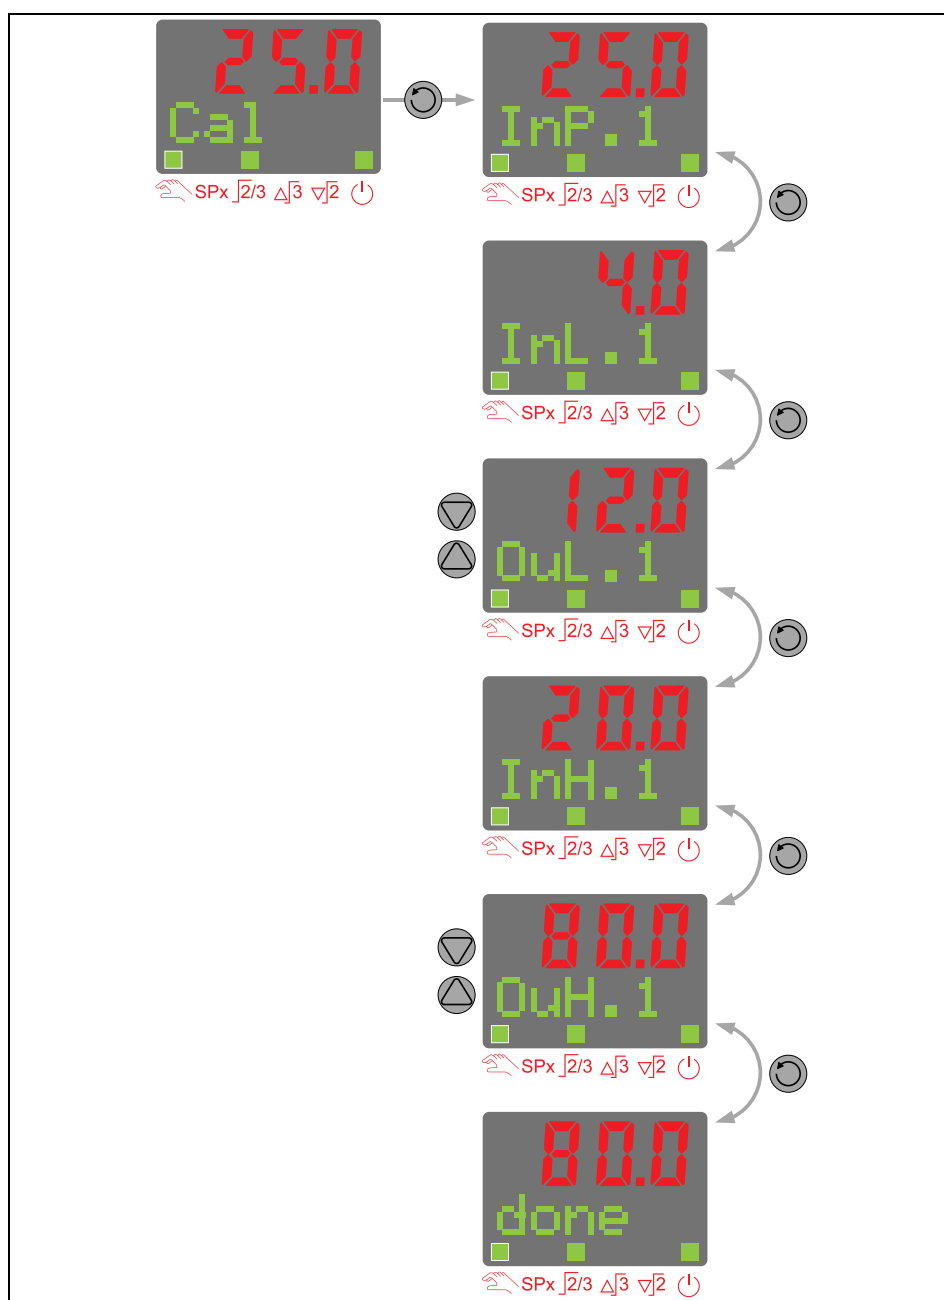 25.0
Cal
SPx 2/3 3 2
25.0
InP.1
SPx 2/3 3 2
4.0
InL.1
SPx 2/3 3 2
12.0
OuL.1
SPx 2/3 3 2
20.0
InH.1
SPx 2/3 3 2
80.0
OuH.1
SPx 2/3 3 2
80.0
done
SPx 2/3 3 2